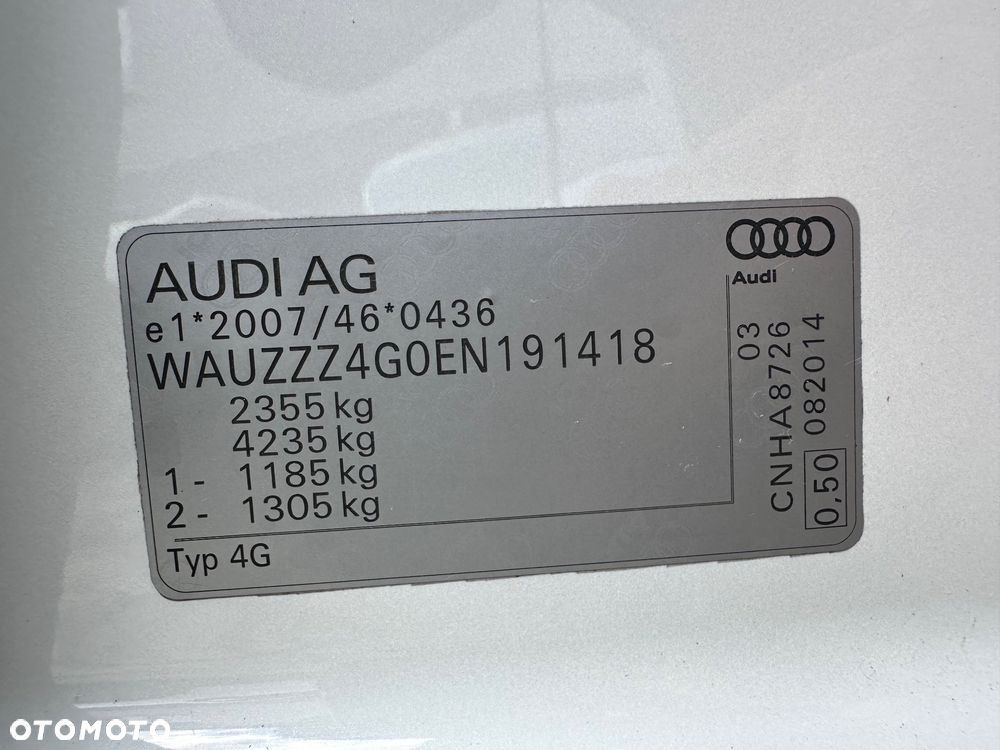 AUDI AG
e1*2007/46*0436
WAUZZZ4G0EN191418
2355 kg
4235 kg
1 - 1185 kg
2 - 1305 kg
Typ 4G
Audi
03
CNHA8726
0,50 082014
OTOMOTO